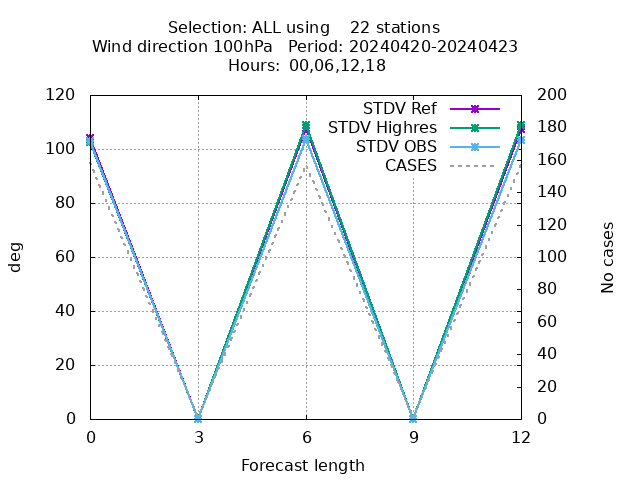 Selection: ALL using    22 stations
Wind direction 100hPa   Period: 20240420-20240423
Hours:  00,06,12,18
STDV Ref
STDV Highres
STDV OBS
CASES
deg
120
100
80
60
40
20
0
No cases
200
180
160
140
120
100
80
60
40
20
0
0 3 6 9 12
Forecast length